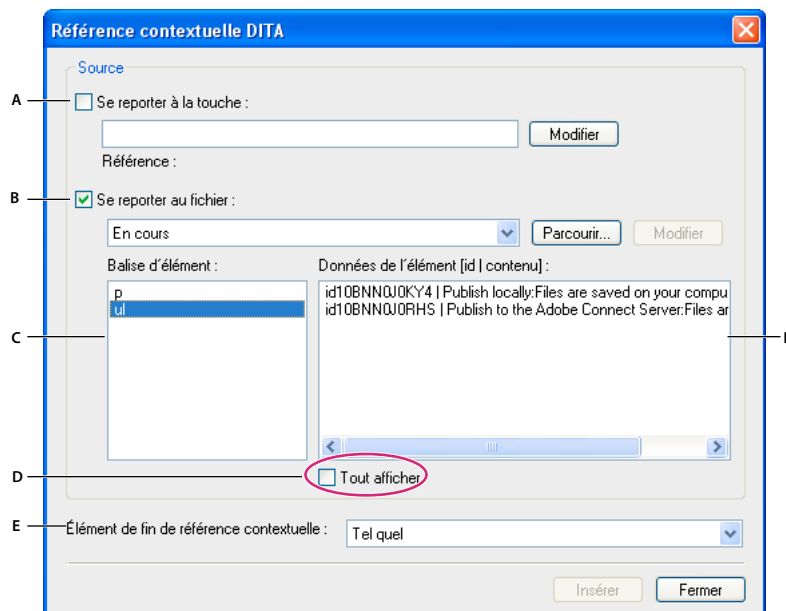 Référence contextuelle DITA
Source
A
Se reporter à la touche :
Modifier
Référence :
B
Se reporter au fichier :
En cours
Parcourir...
Modifier
Balise d'élément :
Données de l'élément [id | contenu] :
p
ul
id10BNN0J0KY4 | Publish locally:Files are saved on your compu
id10BNN0J0RHS | Publish to the Adobe Connect Server:Files ar
C
D
Tout afficher
E
Élément de fin de référence contextuelle :
Tel quel
Insérer
Fermer